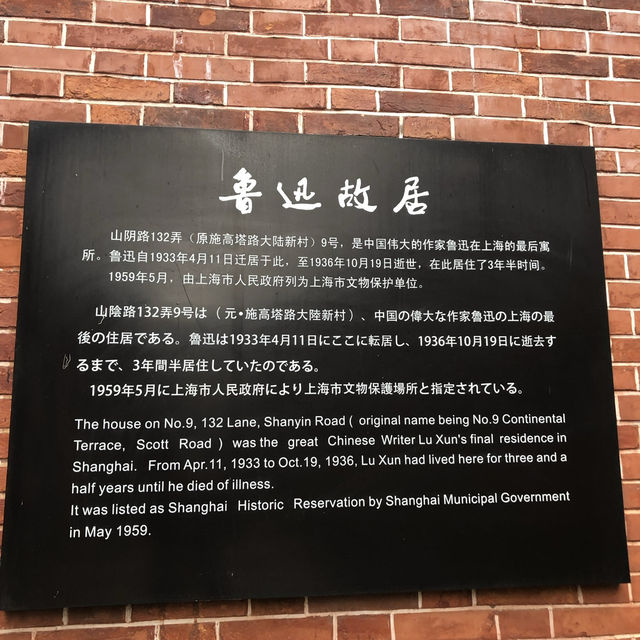 鲁迅故居
山阴路132弄（原施高塔路大陆新村）9号，是中国伟大的作家鲁迅在上海的最后寓
所。鲁迅自1933年4月11日迁居于此，至1936年10月19日逝世，在此居住了3年半时间。
1959年5月，由上海市人民政府列为上海市文物保护单位。
山陰路132弄9号は（元•施高塔路大陸新村）、中国の偉大な作家魯迅の上海の最
後の住居である。魯迅は1933年4月11日にここに転居し、1936年10月19日に逝去す
るまで、3年間半居住していたのである。
1959年5月に上海市人民政府により上海市文物保護場所と指定されている。
The house on No.9, 132 Lane, Shanyin Road ( original name being No.9 Continental
Terrace, Scott Road ) was the great Chinese Writer Lu Xun's final residence in
Shanghai. From Apr.11, 1933 to Oct.19, 1936, Lu Xun had lived here for three and a
half years until he died of illness.
It was listed as Shanghai Historic Reservation by Shanghai Municipal Government
in May 1959.